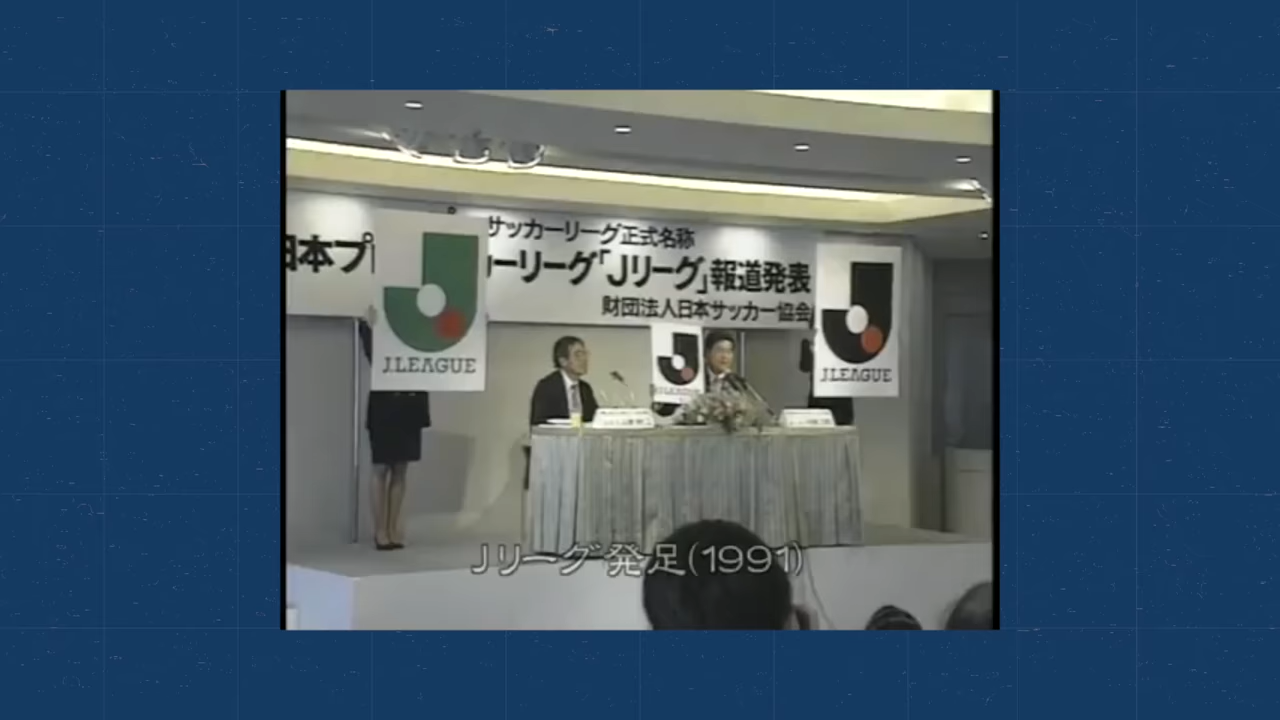 サッカーリーグ正式名称
日本プ
ーリーグ「Jリーグ」報道発表
財団法人日本サッカー協会
J.LEAGUE
J.LEAGUE
J.LEAGUE
Jリーグ発足(1991)